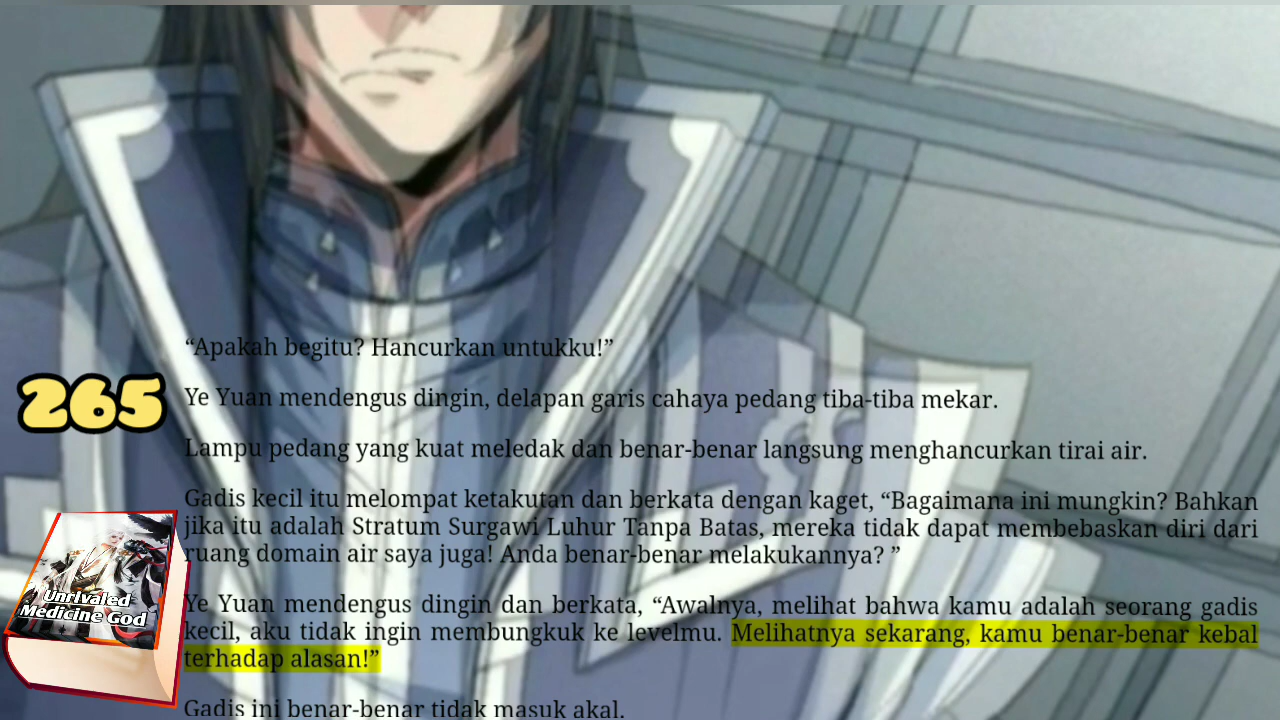 “Apakah begitu? Hancurkan untukku!”
265
Ye Yuan mendengus dingin, delapan garis cahaya pedang tiba-tiba mekar.
Lampu pedang yang kuat meledak dan benar-benar langsung menghancurkan tirai air.
Gadis kecil itu melompat ketakutan dan berkata dengan kaget, “Bagaimana ini mungkin? Bahkan
jika itu adalah Stratum Surgawi Luhur Tanpa Batas, mereka tidak dapat membebaskan diri dari
ruang domain air saya juga! Anda benar-benar melakukannya? ”
Unrivaled
Medicine God
Ye Yuan mendengus dingin dan berkata, “Awalnya, melihat bahwa kamu adalah seorang gadis
kecil, aku tidak ingin membungkuk ke levelmu. Melihatnya sekarang, kamu benar-benar kebal
terhadap alasan!”
Gadis ini benar-benar tidak masuk akal.